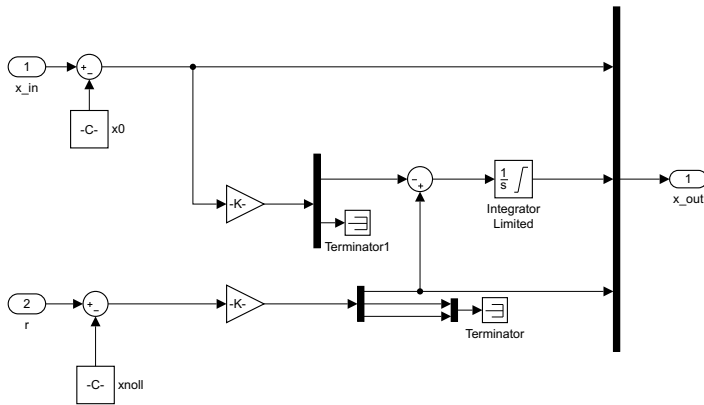 1
x_in
+
−
-C-
x0
-K-
Terminator1
−
+
1
s
Integrator
Limited
1
x_out
2
r
+
−
-C-
xnoll
-K-
Terminator